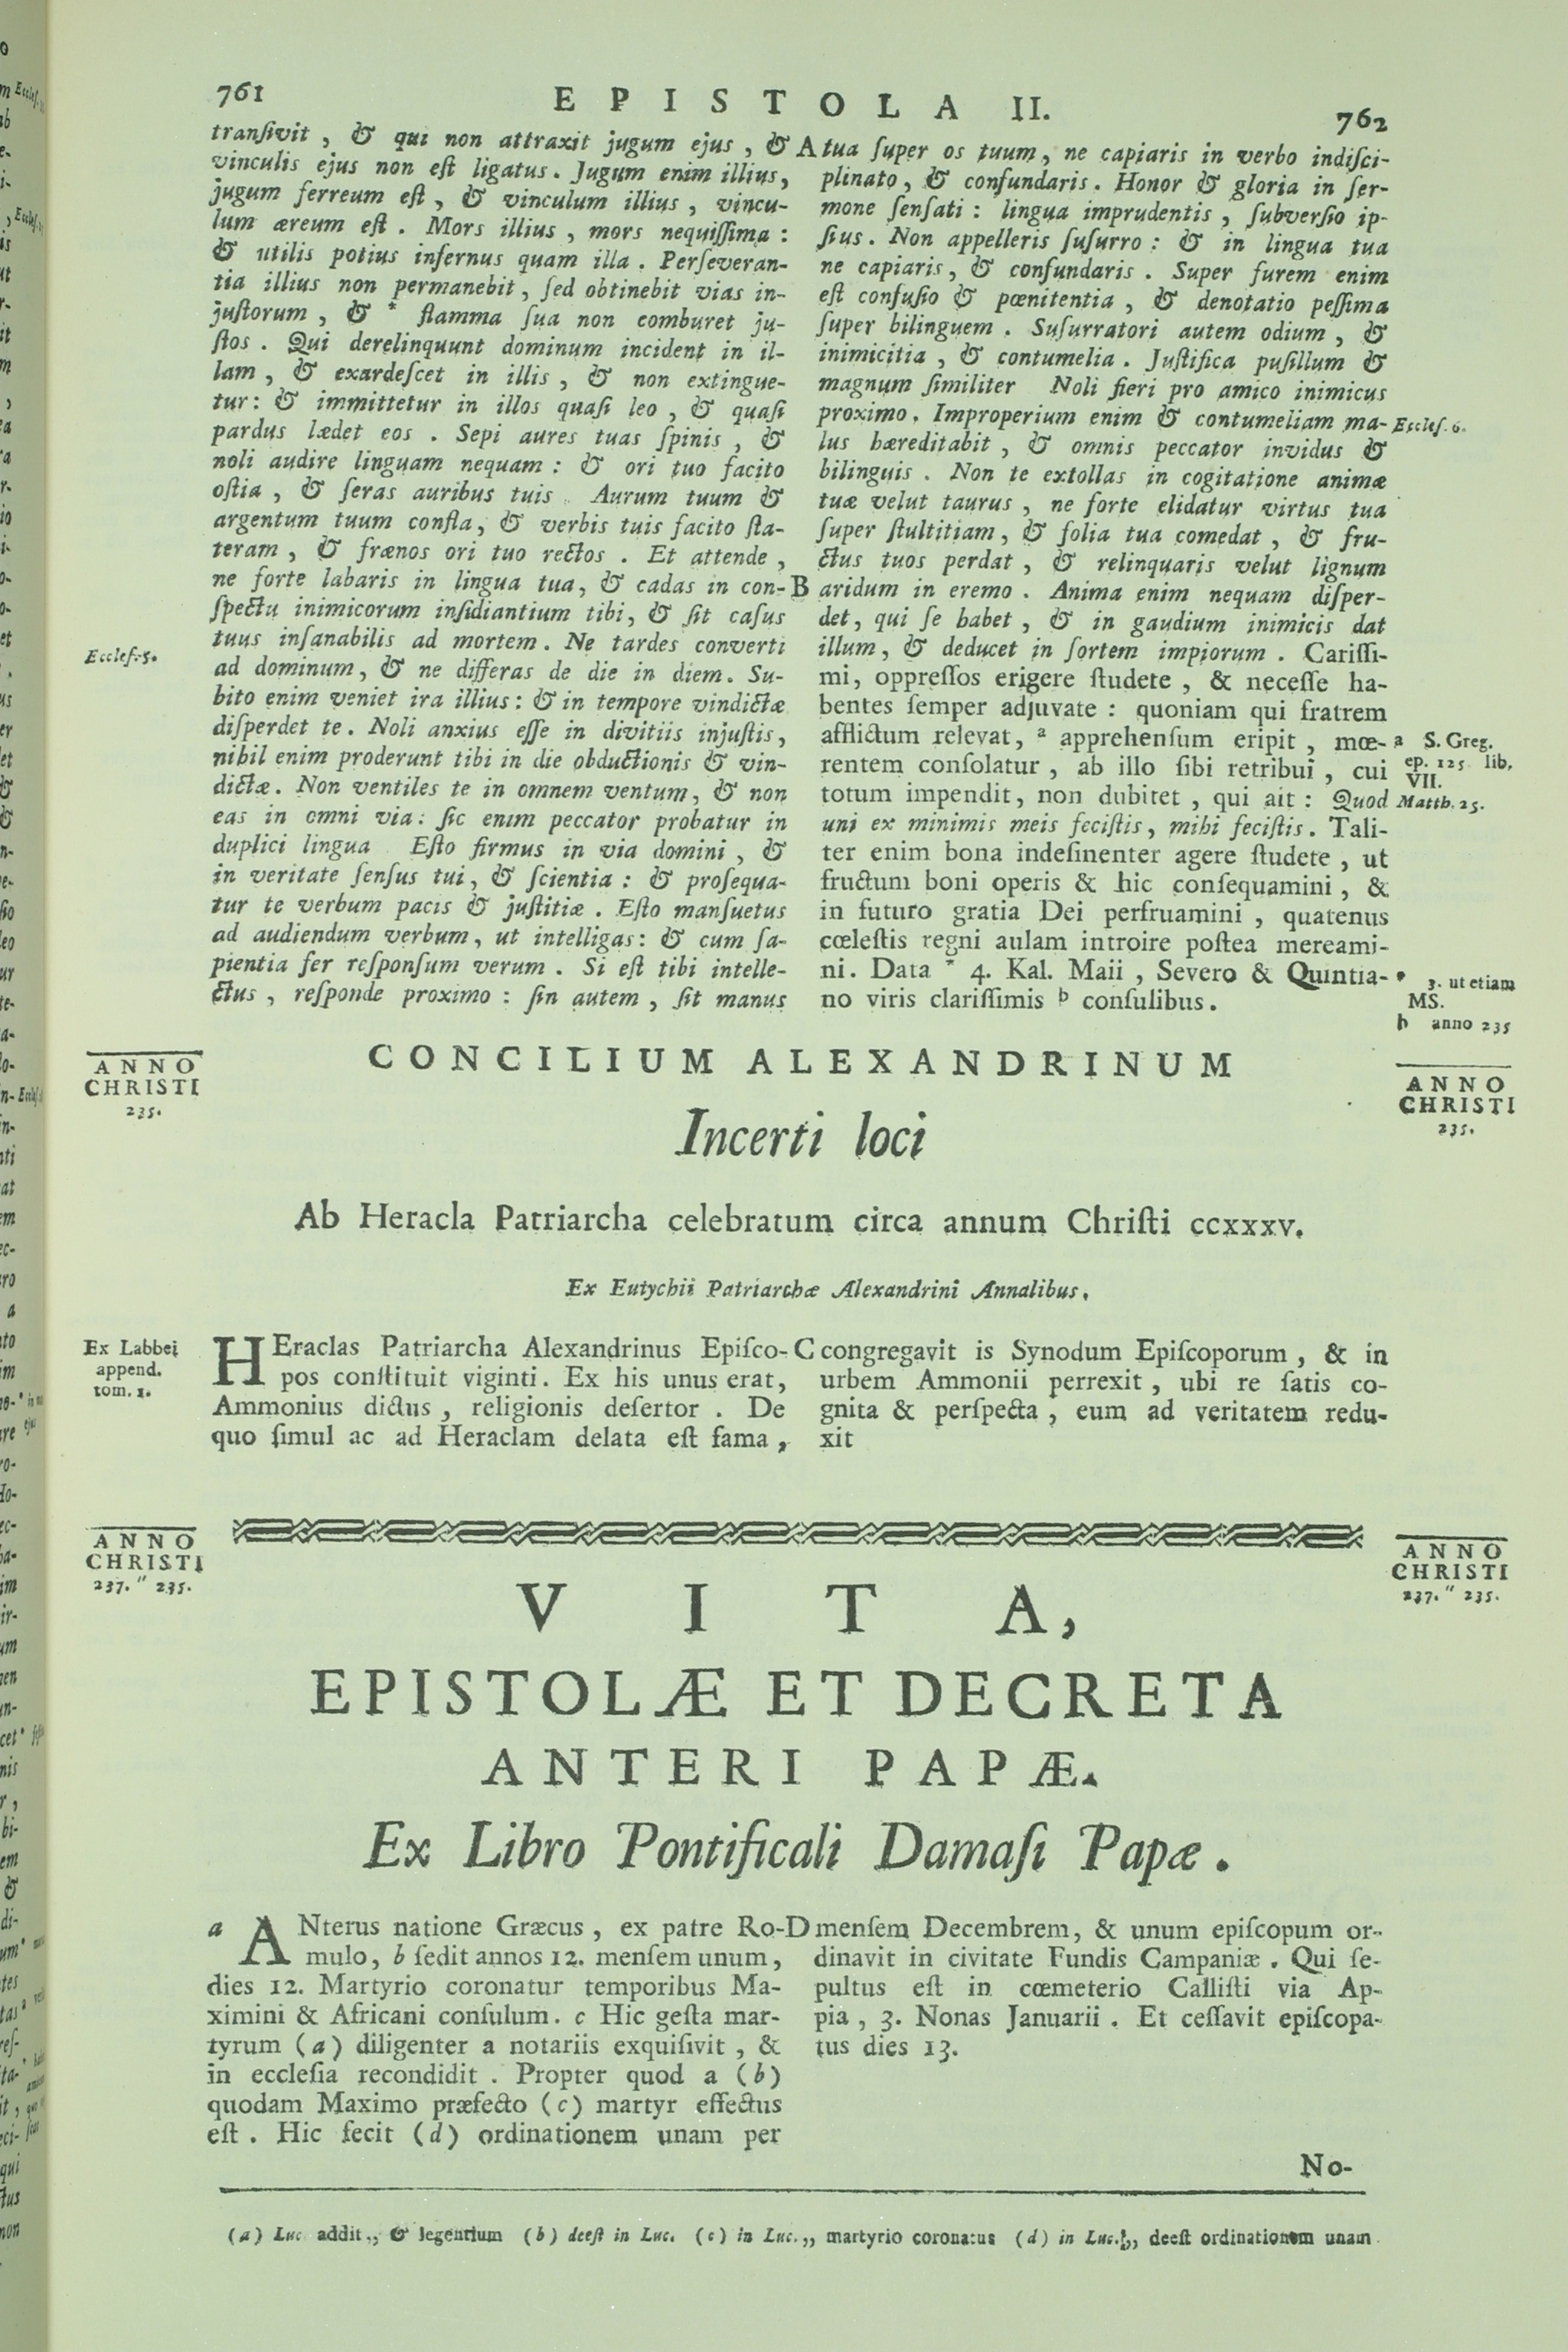 761
EPISTOLA II.
762
tranſivit , & qui non attraxit jugum ejus , &
vinculis ejus non eſt ligatus. Jugum enim illius,
jugum ferreum eſt , & vinculum illius , vincu-
lum æreum eſt . Mors illius , mors nequiſſima :
& utilis potius infernus quam illa . Perſeveran-
tia illius non permanebit, ſed obtinebit vias in-
juſtorum , & * flamma ſua non comburet ju-
ſtos . Qui derelinquunt dominum incident in il-
lam , & exardeſcet in illis , & non extingue-
tur: & immittetur in illos quaſi leo , & quaſi
pardus lædet eos . Sepi aures tuas ſpinis , &
noli audire linguam nequam : & ori tuo facito
oſtia , & ſeras auribus tuis . Aurum tuum &
argentum tuum confla, & verbis tuis facito ſta-
teram , & frænos ori tuo rectos . Et attende ,
ne forte labaris in lingua tua, & cadas in con-
ſpectu inimicorum inſidiantium tibi, & ſit caſus
tuus inſanabilis ad mortem. Ne tardes converti
Eccleſ. 5.
ad dominum, & ne differas de die in diem. Su-
bito enim veniet ira illius: & in tempore vindictæ
diſperdet te. Noli anxius eſſe in divitiis injuſtis,
nihil enim proderunt tibi in die obductionis & vin-
dictæ. Non ventiles te in omnem ventum, & non
eas in omni via: ſic enim peccator probatur in
duplici lingua Eſto firmus in via domini , &
in veritate ſenſus tui, & ſcientia : & proſequa-
tur te verbum pacis & juſtitiæ . Eſto manſuetus
ad audiendum verbum, ut intelligas: & cum ſa-
pientia fer reſponſum verum . Si eſt tibi intelle-
ctus , reſponde proximo : ſin autem , ſit manus
A tua ſuper os tuum, ne capiaris in verbo indiſci-
plinato, & confundaris. Honor & gloria in ſer-
mone ſenſati : lingua imprudentis , ſubverſio ip-
ſius. Non appelleris ſuſurro : & in lingua tua
ne capiaris, & confundaris . Super furem enim
eſt confuſio & pœnitentia , & denotatio peſſima
ſuper bilinguem . Suſurratori autem odium , &
inimicitia , & contumelia . Juſtifica puſillum &
magnum ſimiliter Noli fieri pro amico inimicus
proximo. Improperium enim & contumeliam ma-
Eccleſ. 6.
lus hæreditabit , & omnis peccator invidus &
bilinguis . Non te extollas in cogitatione animæ
tuæ velut taurus , ne forte elidatur virtus tua
ſuper ſtultitiam, & folia tua comedat , & fru-
ctus tuos perdat , & relinquaris velut lignum
B aridum in eremo . Anima enim nequam diſper-
det, qui ſe habet , & in gaudium inimicis dat
illum, & deducet in ſortem impiorum . Cariſſi-
mi, oppreſſos erigere ſtudete , & neceſſe ha-
bentes ſemper adjuvate : quoniam qui fratrem
afflictum relevat, a apprehenſum eripit , mœ-
a S. Greg.
ep. 125 lib.
VII.
rentem conſolatur , ab illo ſibi retribui , cui
totum impendit, non dubitet , qui ait : Quod
Matth. 25.
uni ex minimis meis feciſtis, mihi feciſtis. Tali-
ter enim bona indeſinenter agere ſtudete , ut
fructum boni operis & hic conſequamini , &
in futuro gratia Dei perfruamini , quatenus
cœleſtis regni aulam introire poſtea mereami-
ni. Data * 4. Kal. Maii , Severo & Quintia-
* 3. ut etiam
MS.
no viris clariſſimis b conſulibus.
b anno 235
ANNO
CHRISTI
235.
CONCILIUM ALEXANDRINUM
ANNO
CHRISTI
235.
Incerti loci
Ab Heracla Patriarcha celebratum circa annum Chriſti CCXXXV.
Ex Eutychii Patriarchæ Alexandrini Annalibus.
Ex Labbei
append.
tom. 1.
HEraclas Patriarcha Alexandrinus Epiſco-
pos conſtituit viginti. Ex his unus erat,
Ammonius dictus , religionis deſertor . De
quo ſimul ac ad Heraclam delata eſt fama ,
C congregavit is Synodum Epiſcoporum , & in
urbem Ammonii perrexit , ubi re ſatis co-
gnita & perſpecta , eum ad veritatem redu-
xit
ANNO
CHRISTI
237. " 235.
ANNO
CHRISTI
237. " 235.
VITA,
EPISTOLÆ ET DECRETA
ANTERI PAPÆ.
Ex Libro Pontificali Damaſi Papæ .
a ANterus natione Græcus , ex patre Ro-
mulo, b ſedit annos 12. menſem unum,
dies 12. Martyrio coronatur temporibus Ma-
ximini & Africani conſulum. c Hic geſta mar-
tyrum (a) diligenter a notariis exquiſivit , &
in eccleſia recondidit . Propter quod a (b)
quodam Maximo præfecto (c) martyr effectus
eſt . Hic fecit (d) ordinationem unam per
D menſem Decembrem, & unum epiſcopum or-
dinavit in civitate Fundis Campaniæ . Qui ſe-
pultus eſt in cœmeterio Calliſti via Ap-
pia , 3. Nonas Januarii . Et ceſſavit epiſcopa-
tus dies 13.
No-
(a) Luc addit,, & legentium (b) deeſt in Luc. (c) in Luc. ,, martyrio coronatus (d) in Luc. ,, deeſt ordinationem unam